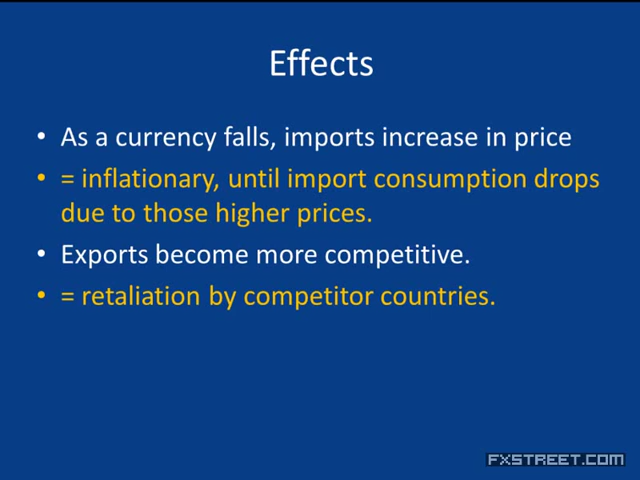 Effects
• As a currency falls, imports increase in price
• = inflationary, until import consumption drops
due to those higher prices.
• Exports become more competitive.
• = retaliation by competitor countries.
FXSTREET.COM